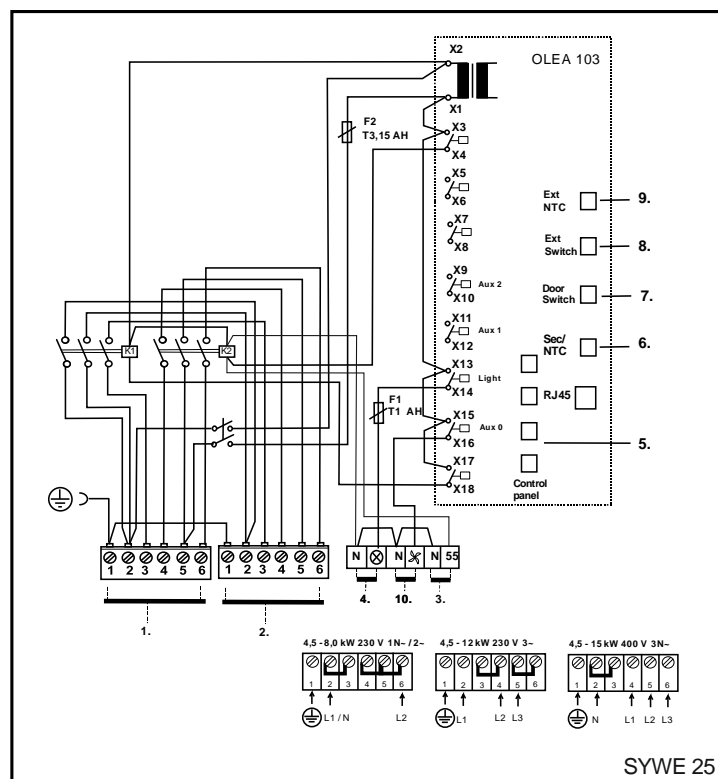 X2
OLEA 103
X1
F2
T3,15 AH
X3
X4
X5
X6
Ext
NTC
9.
X7
X8
Ext
Switch
8.
X9
X10
Aux 2
Door
Switch
7.
X11
X12
Aux 1
Sec/
NTC
6.
K1
K2
X13
X14
Light
F1
T1 AH
RJ45
X15
X16
Aux 0
5.
X17
X18
Control
panel
1 2 3 4 5 6
1 2 3 4 5 6
N N N 55
1.
2.
4.
10.
3.
4,5 - 8,0 kW 230 V 1N~ / 2~
1 2 3 4 5 6
L1 / N L2
4,5 - 12 kW 230 V 3~
1 2 3 4 5 6
L1 L2 L3
4,5 - 15 kW 400 V 3N~
1 2 3 4 5 6
N L1 L2 L3
SYWE 25